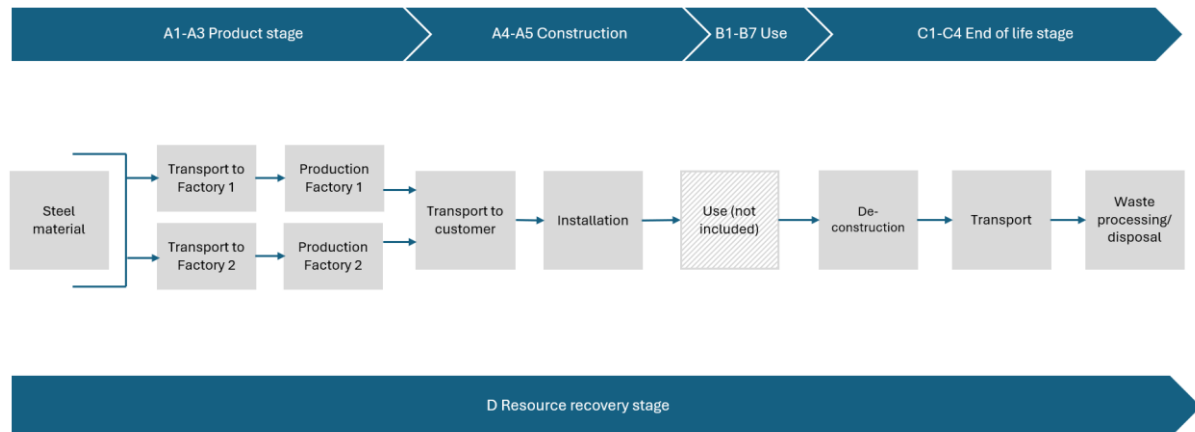 A1-A3 Product stage
A4-A5 Construction
B1-B7 Use
C1-C4 End of life stage
Steel
material
Transport to
Factory 1
Production
Factory 1
Transport to
Factory 2
Production
Factory 2
Transport to
customer
Installation
Use (not
included)
De-
construction
Transport
Waste
processing/
disposal
D Resource recovery stage